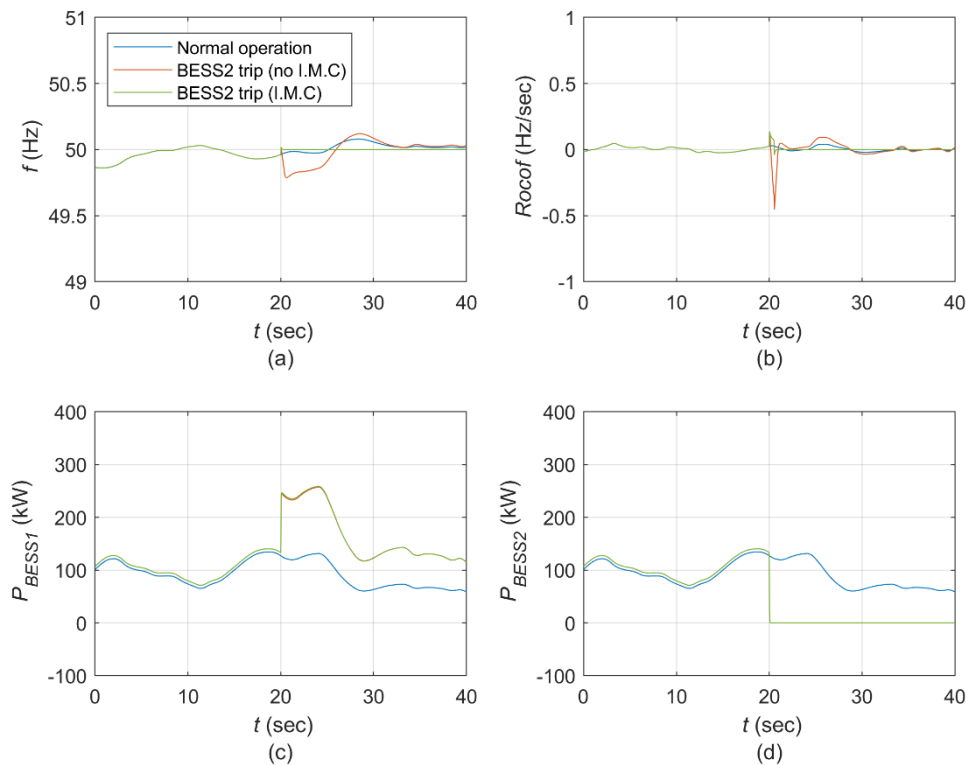 51
50.5
50
49.5
49
f (Hz)
Normal operation
BESS2 trip (no I.M.C)
BESS2 trip (I.M.C)
0 10 20 30 40
t (sec)
(a)
1
0.5
0
-0.5
-1
Rocof (Hz/sec)
0 10 20 30 40
t (sec)
(b)
400
300
200
100
0
-100
P_BESS1 (kW)
0 10 20 30 40
t (sec)
(c)
400
300
200
100
0
-100
P_BESS2 (kW)
0 10 20 30 40
t (sec)
(d)